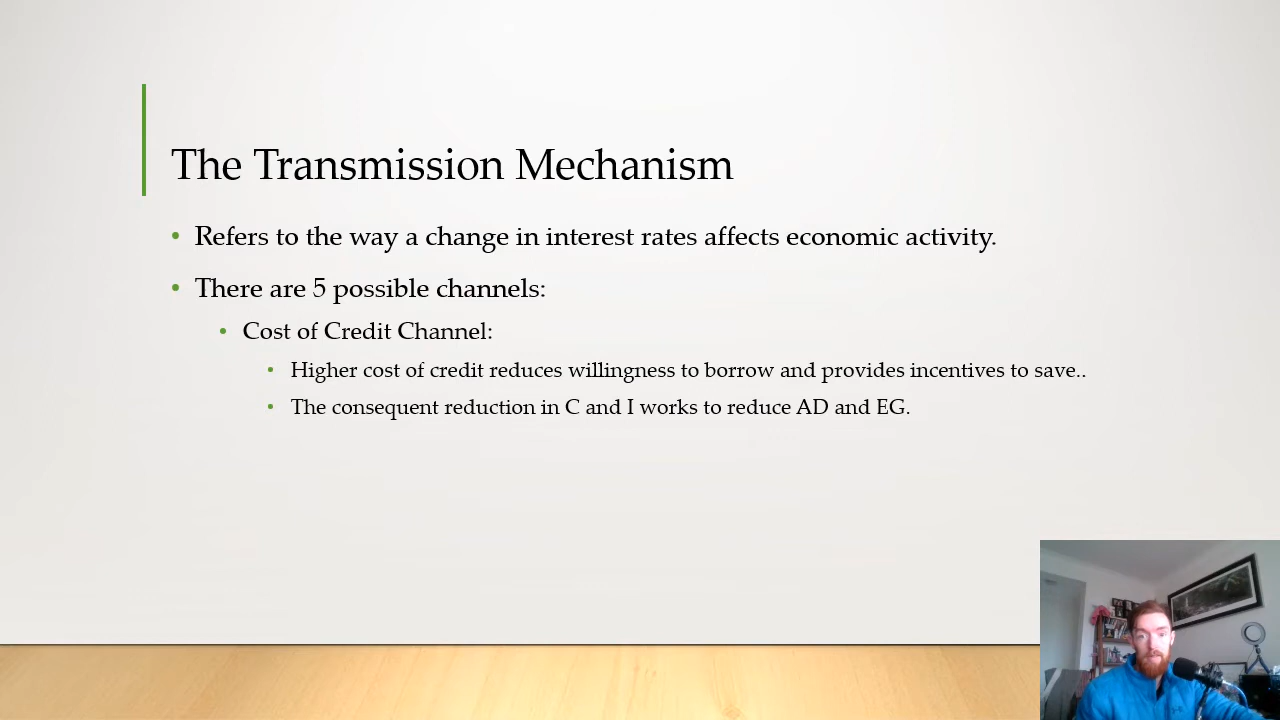 The Transmission Mechanism
• Refers to the way a change in interest rates affects economic activity.
• There are 5 possible channels:
• Cost of Credit Channel:
• Higher cost of credit reduces willingness to borrow and provides incentives to save..
• The consequent reduction in C and I works to reduce AD and EG.